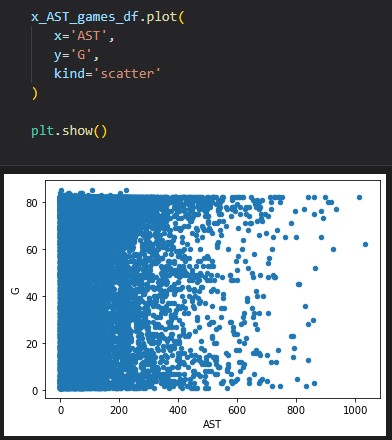 x_AST_games_df.plot(
x='AST',
y='G',
kind='scatter'
)
plt.show()
80
60
40
20
0
G
0 200 400 600 800 1000
AST